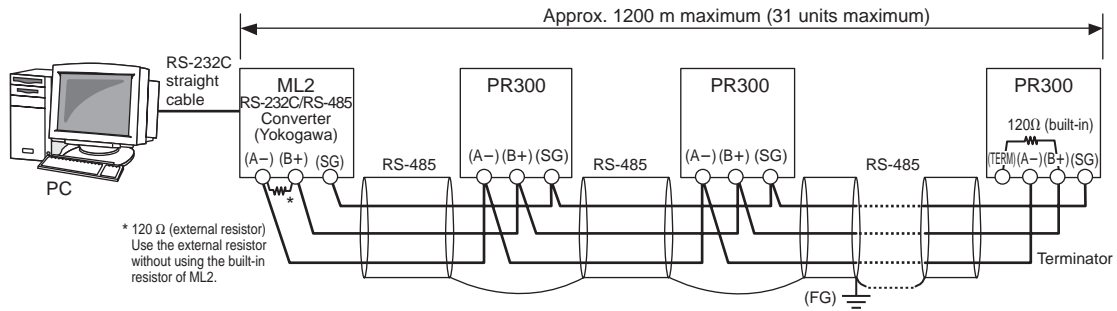 Approx. 1200 m maximum (31 units maximum)
RS-232C
straight
cable
PC
ML2
RS-232C/RS-485
Converter
(Yokogawa)
(A−) (B+) (SG)
*
* 120 Ω (external resistor)
Use the external resistor
without using the built-in
resistor of ML2.
RS-485
PR300
(A−) (B+) (SG)
RS-485
PR300
(A−) (B+) (SG)
RS-485
(FG)
PR300
120Ω (built-in)
(TERM) (A−) (B+) (SG)
Terminator